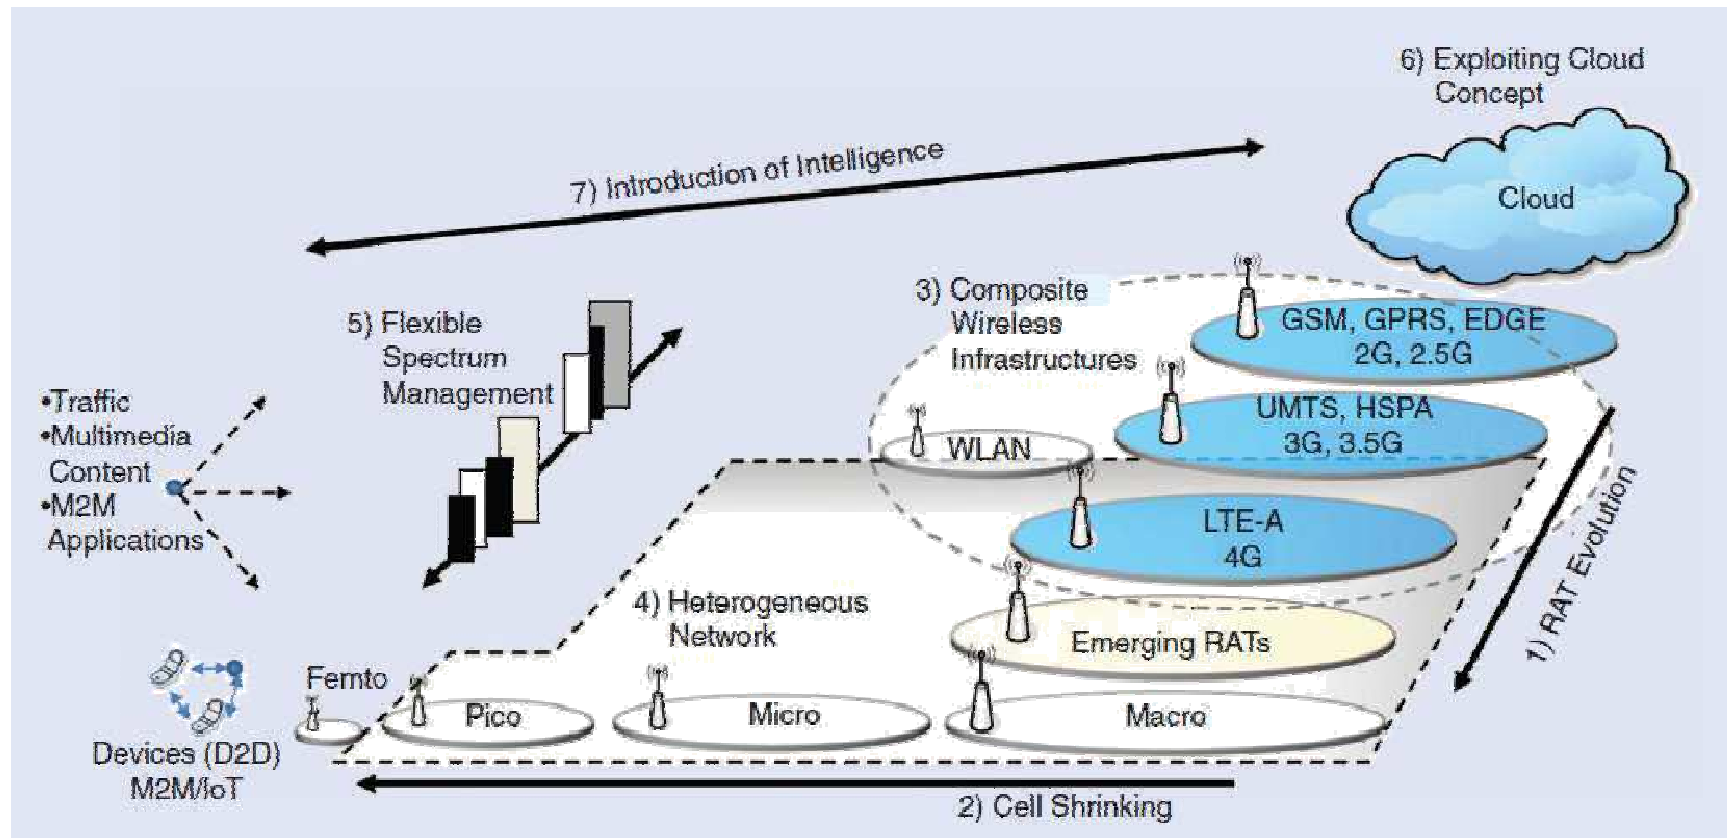 6) Exploiting Cloud
Concept
Cloud
7) Introduction of Intelligence
3) Composite
Wireless
Infrastructures
GSM, GPRS, EDGE
2G, 2.5G
5) Flexible
Spectrum
Management
•Traffic
•Multimedia
Content
•M2M
Applications
UMTS, HSPA
3G, 3.5G
WLAN
LTE-A
4G
1) RAT Evolution
4) Heterogeneous
Network
Emerging RATs
Femto
Pico
Micro
Macro
Devices (D2D)
M2M/IoT
2) Cell Shrinking